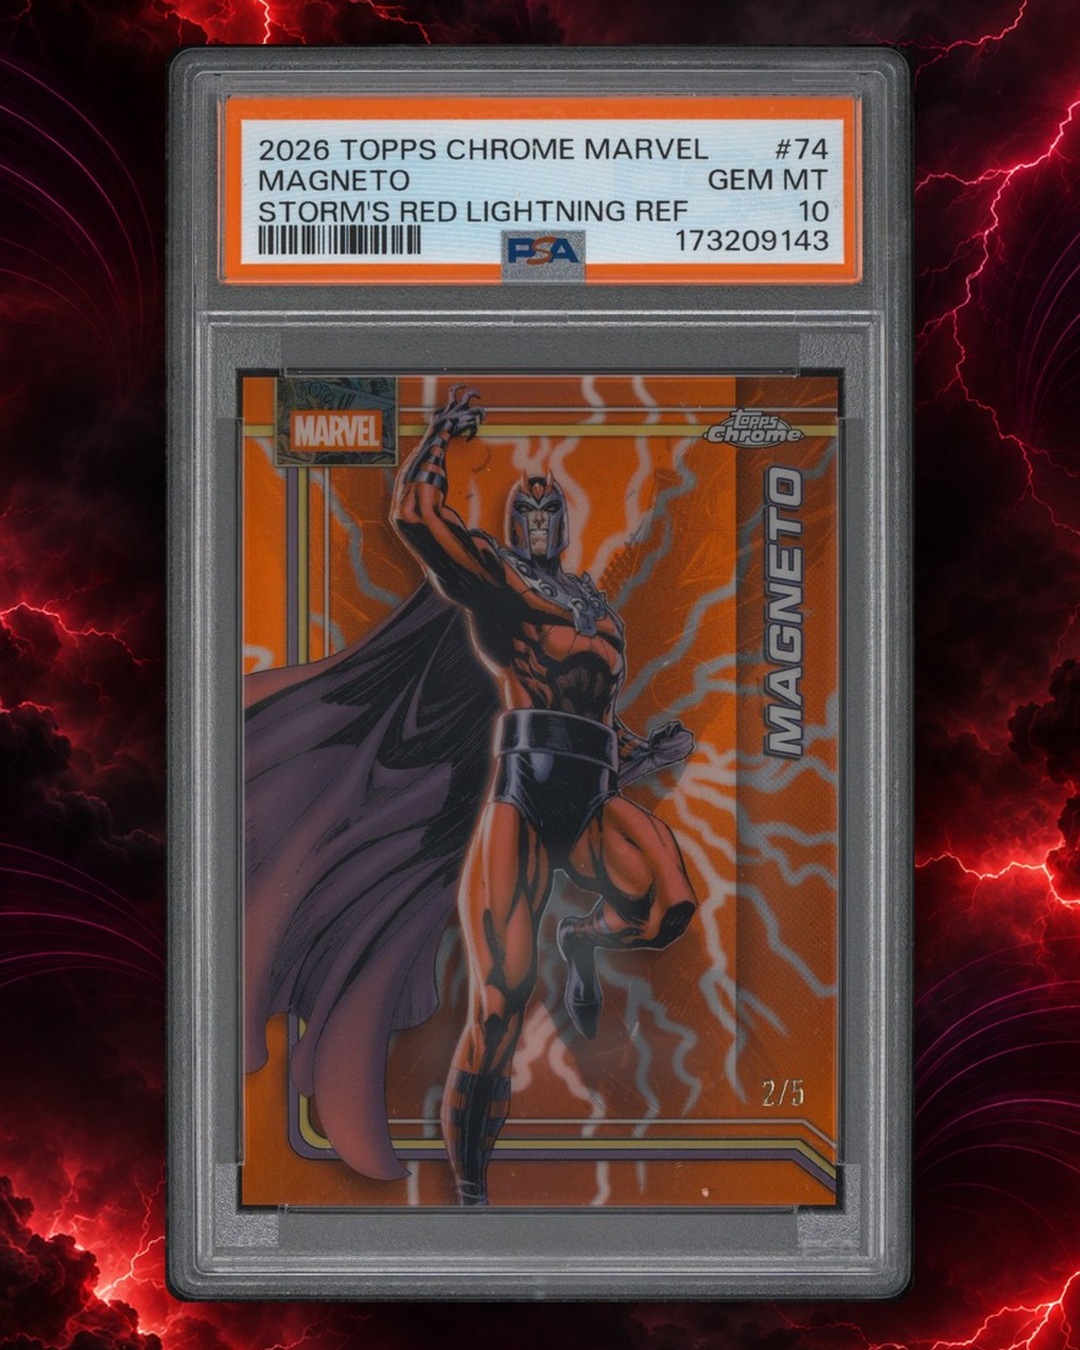 2026 TOPPS CHROME MARVEL #74
MAGNETO GEM MT
STORM'S RED LIGHTNING REF 10
173209143
PSA
MARVEL
Topps
Chrome
MAGNETO
2/5